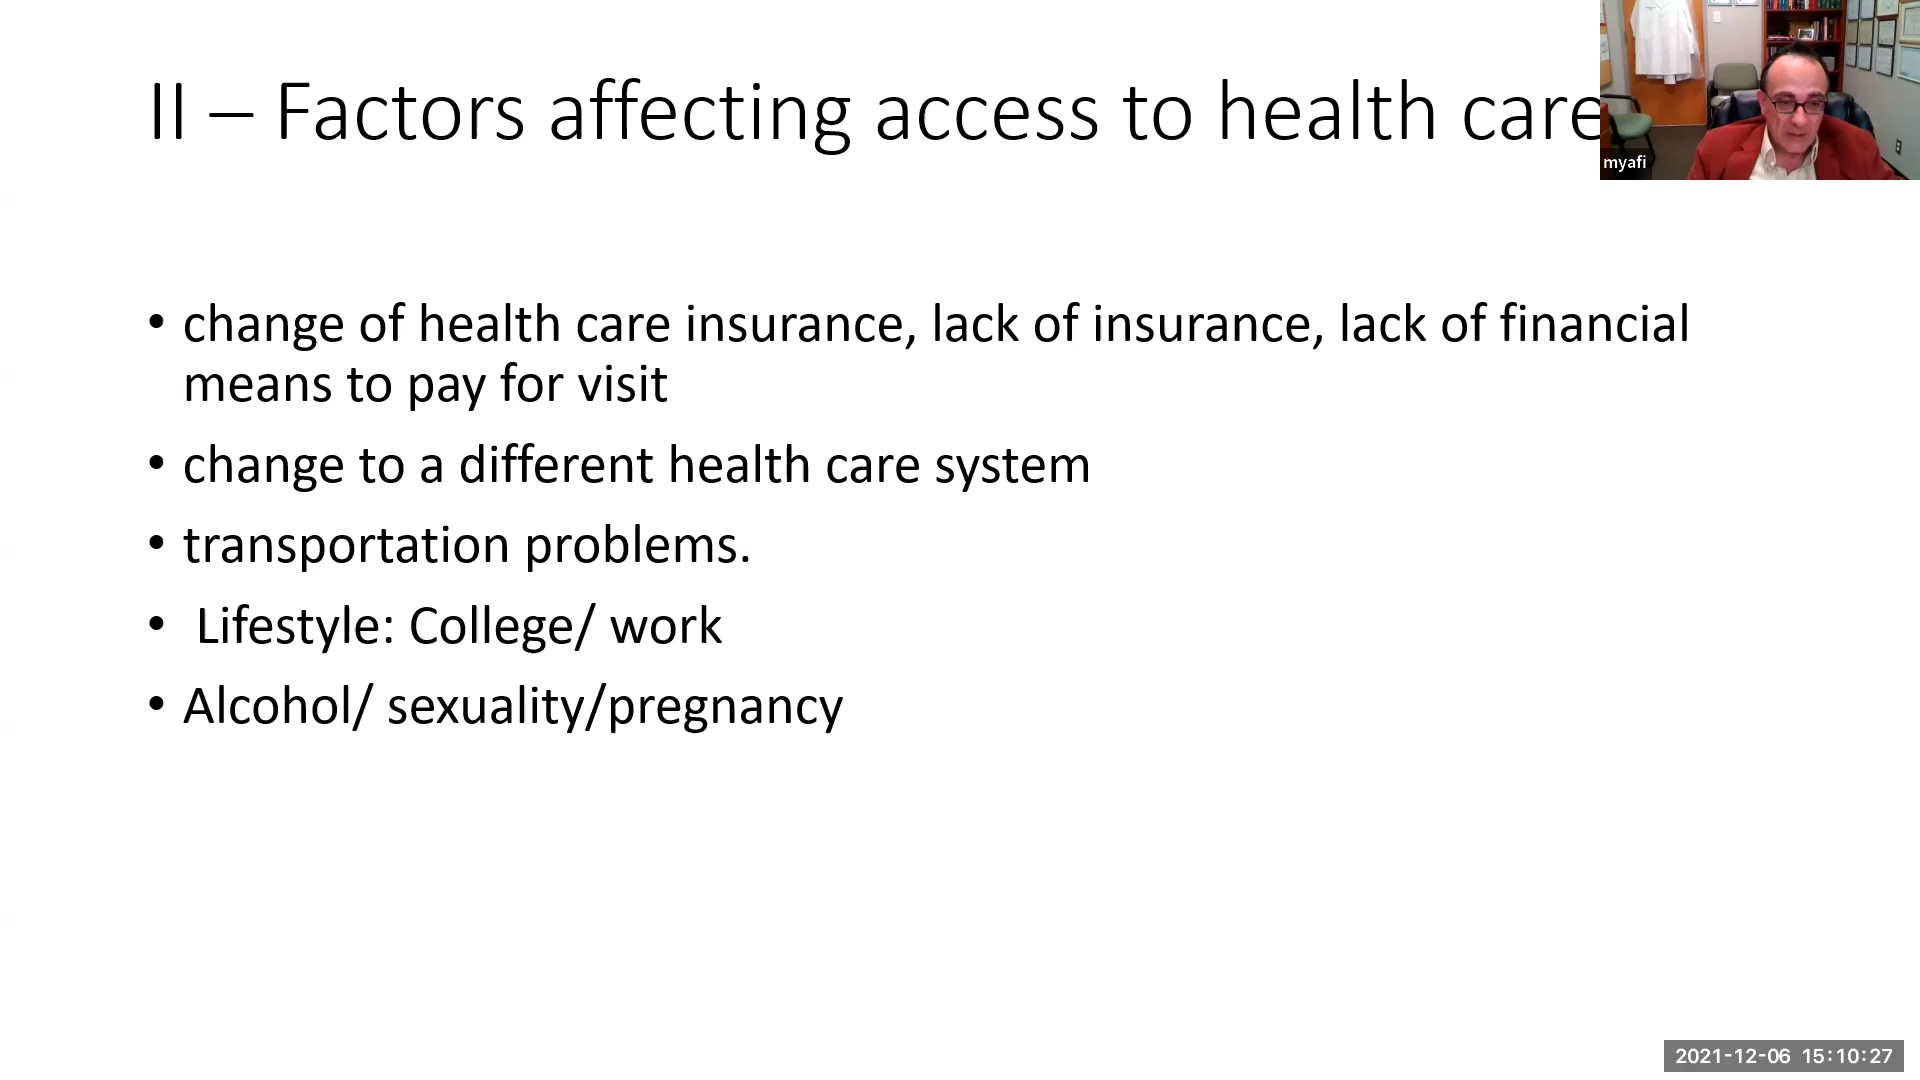 II – Factors affecting access to health care
myafi
• change of health care insurance, lack of insurance, lack of financial
means to pay for visit
• change to a different health care system
• transportation problems.
• Lifestyle: College/ work
• Alcohol/ sexuality/pregnancy
2021-12-06 15:10:27